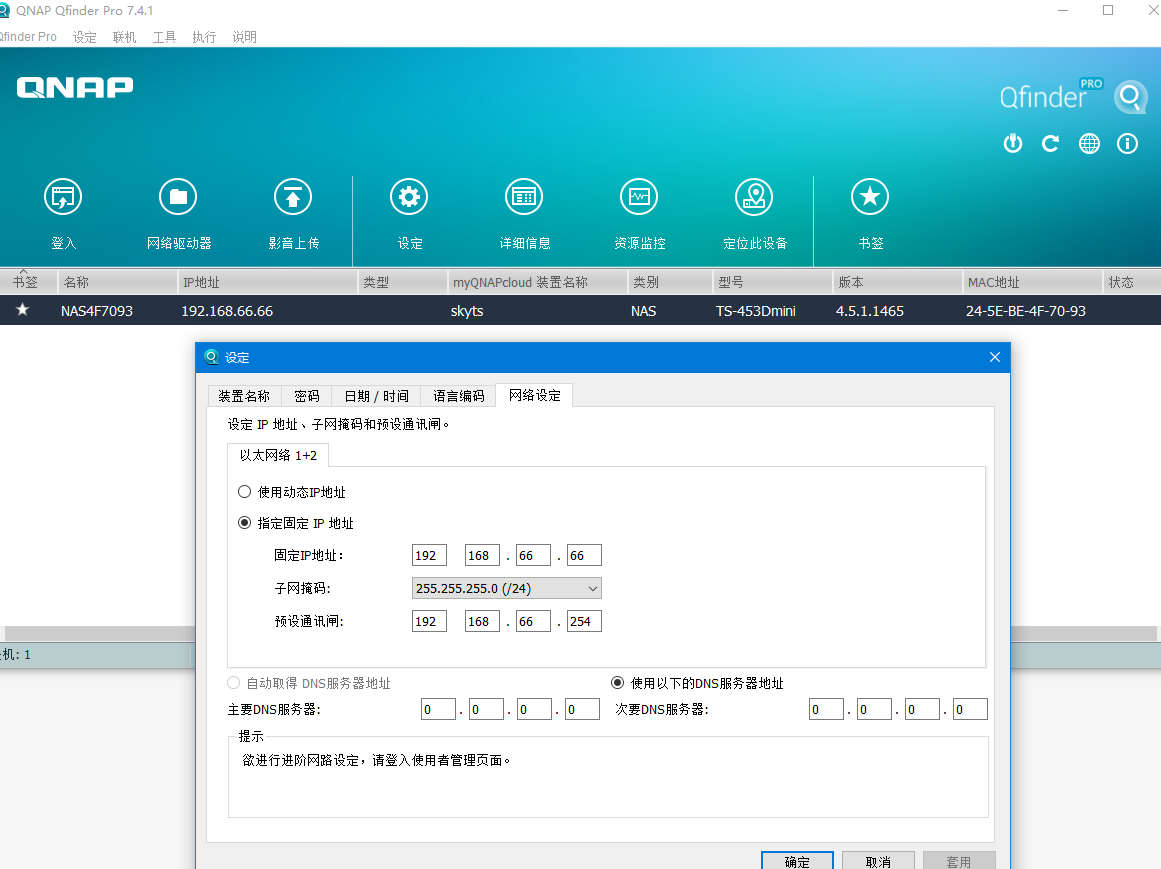 QNAP Qfinder Pro 7.4.1
Qfinder Pro 设定 联机 工具 执行 说明
QNAP
Qfinder PRO
登入 网络驱动器 影音上传 设定 详细信息 资源监控 定位此设备 书签
书签 名称 IP地址 类型 myQNAPcloud 装置名称 类别 型号 版本 MAC地址 状态
NAS4F7093 192.168.66.66 skyts NAS TS-453Dmini 4.5.1.1465 24-5E-BE-4F-70-93
设定
装置名称 密码 日期 / 时间 语言编码 网络设定
设定 IP 地址、子网掩码和预设通讯闸。
以太网络 1+2
使用动态IP地址
指定固定 IP 地址
固定IP地址: 192 168 . 66 . 66
子网掩码: 255.255.255.0 (/24)
预设通讯闸: 192 168 . 66 . 254
机: 1
自动取得 DNS服务器地址 使用以下的DNS服务器地址
主要DNS服务器: 0 . 0 . 0 . 0 次要DNS服务器: 0 . 0 . 0 . 0
提示
欲进行进阶网路设定，请登入使用者管理页面。
确定 取消 套用